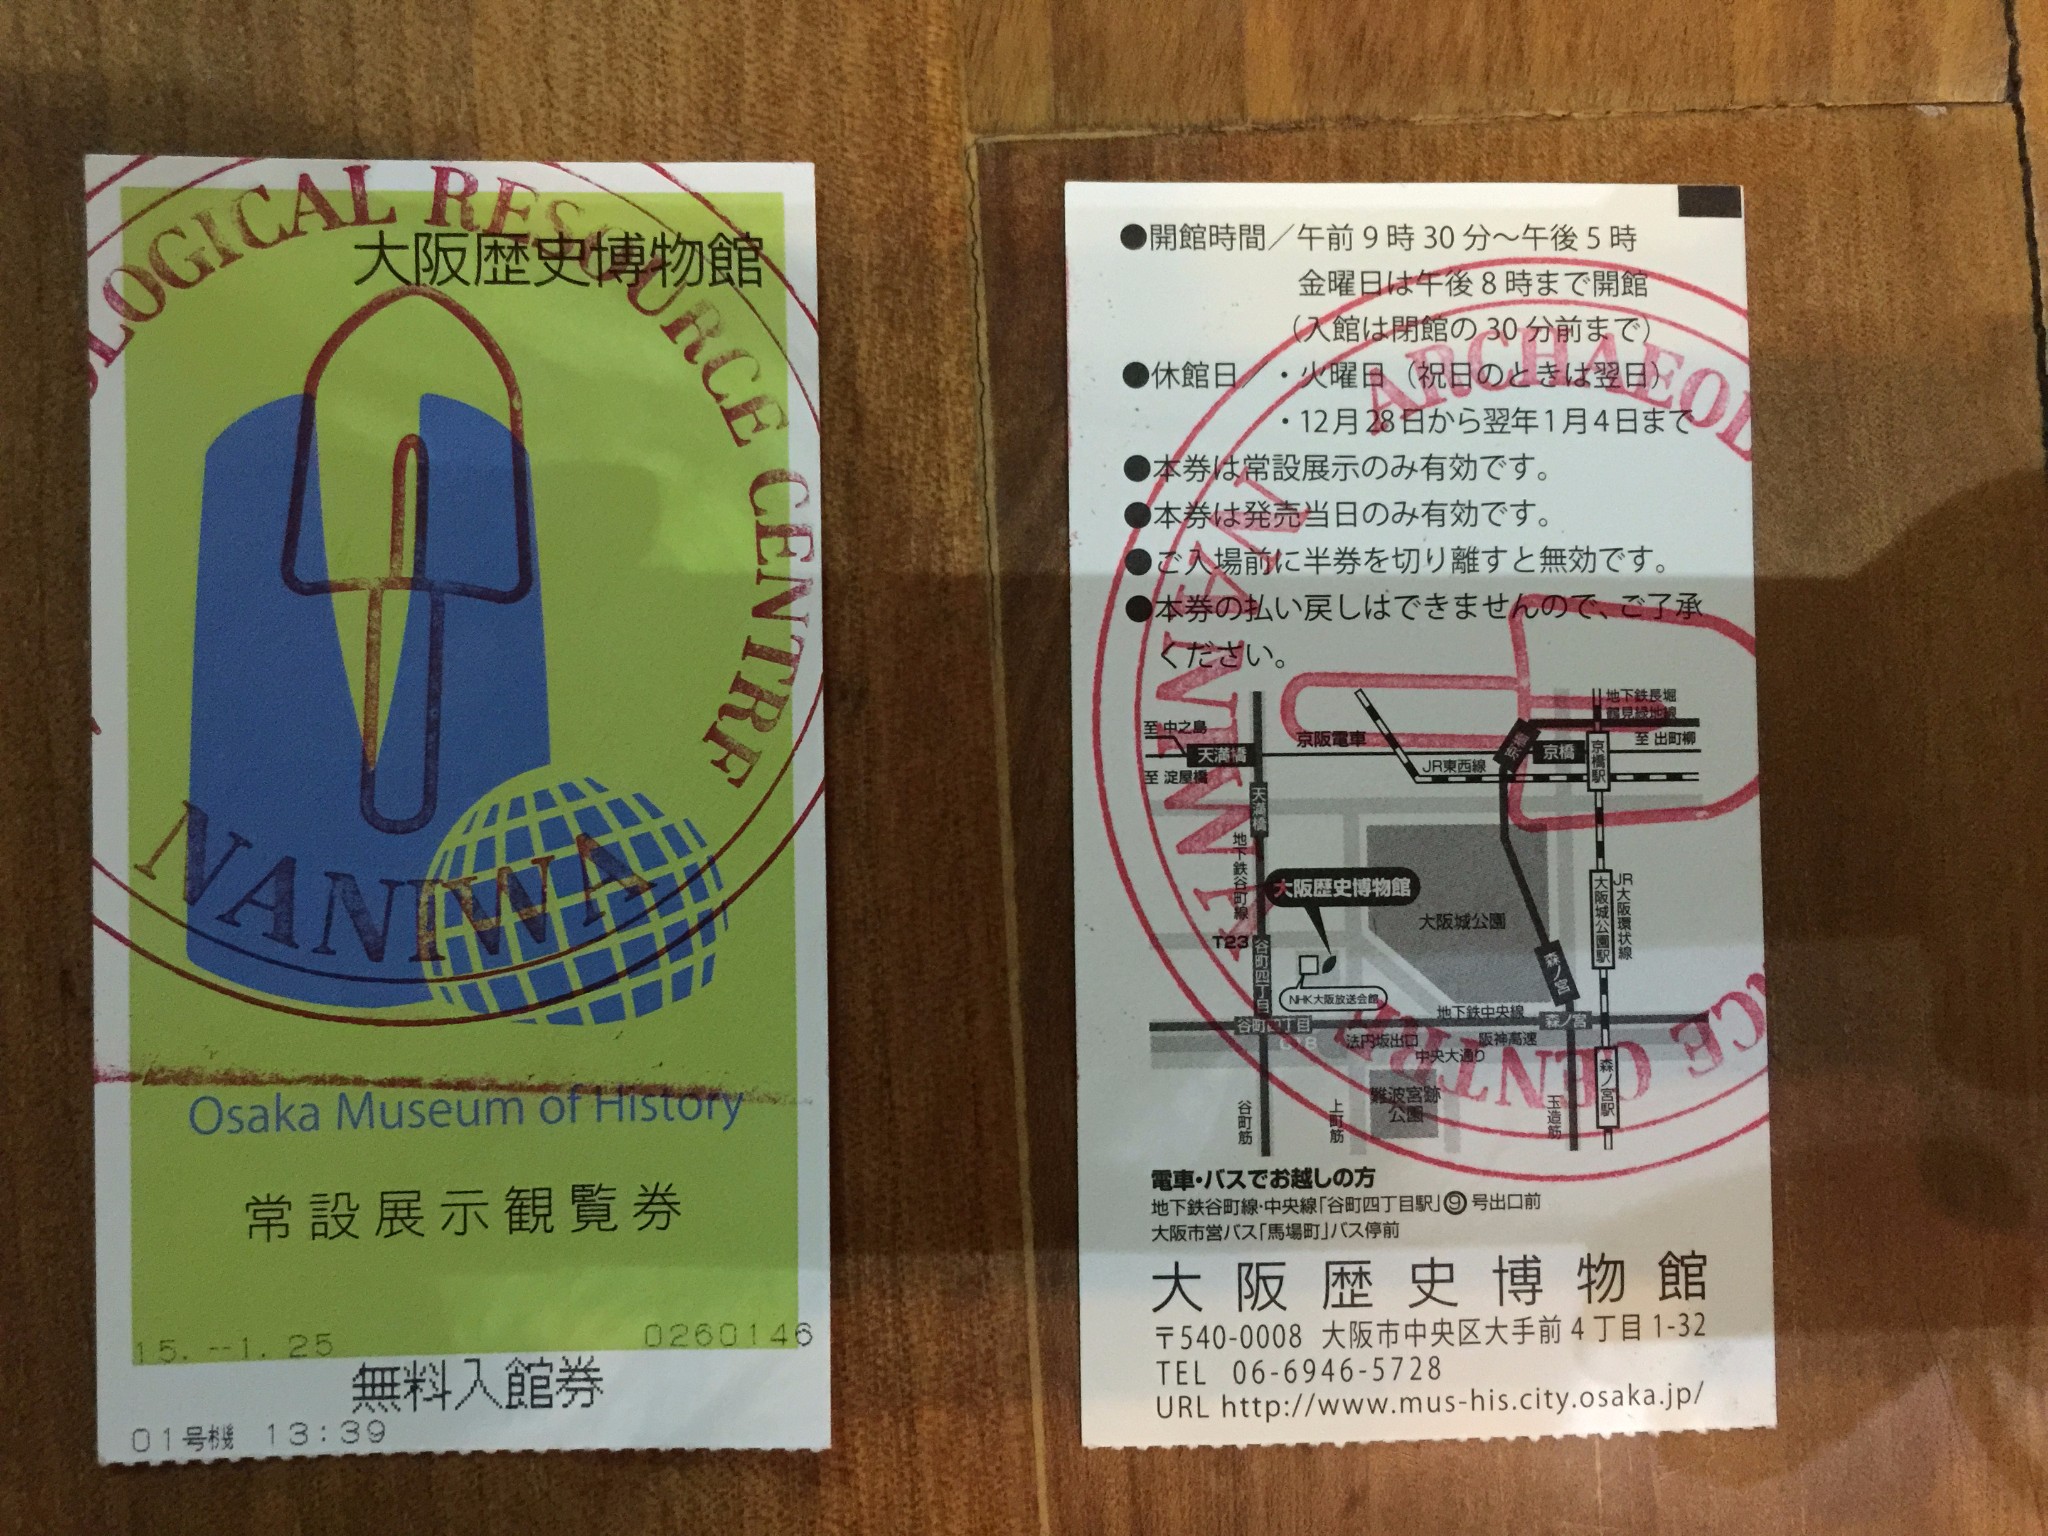 大阪歴史博物館
LOGICAL RESOURCE CENTRE
NANIWA
Osaka Museum of History
常設展示観覧券
15.--1.25
0260146
無料入館券
01号機 13:39
●開館時間／午前9時30分～午後5時
金曜日は午後8時まで開館
（入館は閉館の30分前まで）
●休館日／・火曜日（祝日のときは翌日）
・12月28日から翌年1月4日まで
●本券は常設展示のみ有効です。
●本券は発売当日のみ有効です。
●ご入場前に半券を切り離すと無効です。
●本券の払い戻しはできませんので、ご了承
ください。
ARCHAEOL
NANIWA
CE CENTRE
地下鉄長堀
鶴見緑地線
至 中之島
天満橋
至 淀屋橋
京阪電車
JR東西線
京橋
京橋
京橋駅
至 出町柳
天満橋
地下鉄谷町線
大阪歴史博物館
大阪城公園
大阪城公園駅
JR大阪環状線
T23
谷町四丁目
NHK大阪放送会館
森ノ宮
地下鉄中央線
谷町四丁目
C18
森ノ宮
法円坂出口
阪神高速
中央大通り
森ノ宮駅
難波宮跡
公園
谷町筋
上町筋
玉造筋
電車・バスでお越しの方
地下鉄谷町線・中央線「谷町四丁目駅」⑨号出口前
大阪市営バス「馬場町」バス停前
大阪歴史博物館
〒540-0008 大阪市中央区大手前4丁目1-32
TEL 06-6946-5728
URL http://www.mus-his.city.osaka.jp/